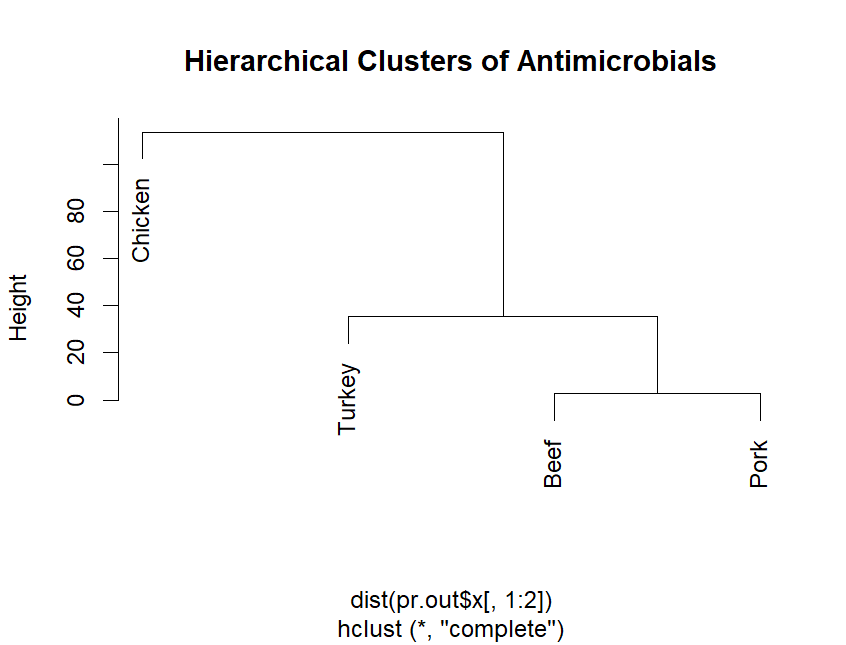 Hierarchical Clusters of Antimicrobials
Height
80
60
40
20
0
Chicken
Turkey
Beef
Pork
dist(pr.out$x[, 1:2])
hclust (*, "complete")